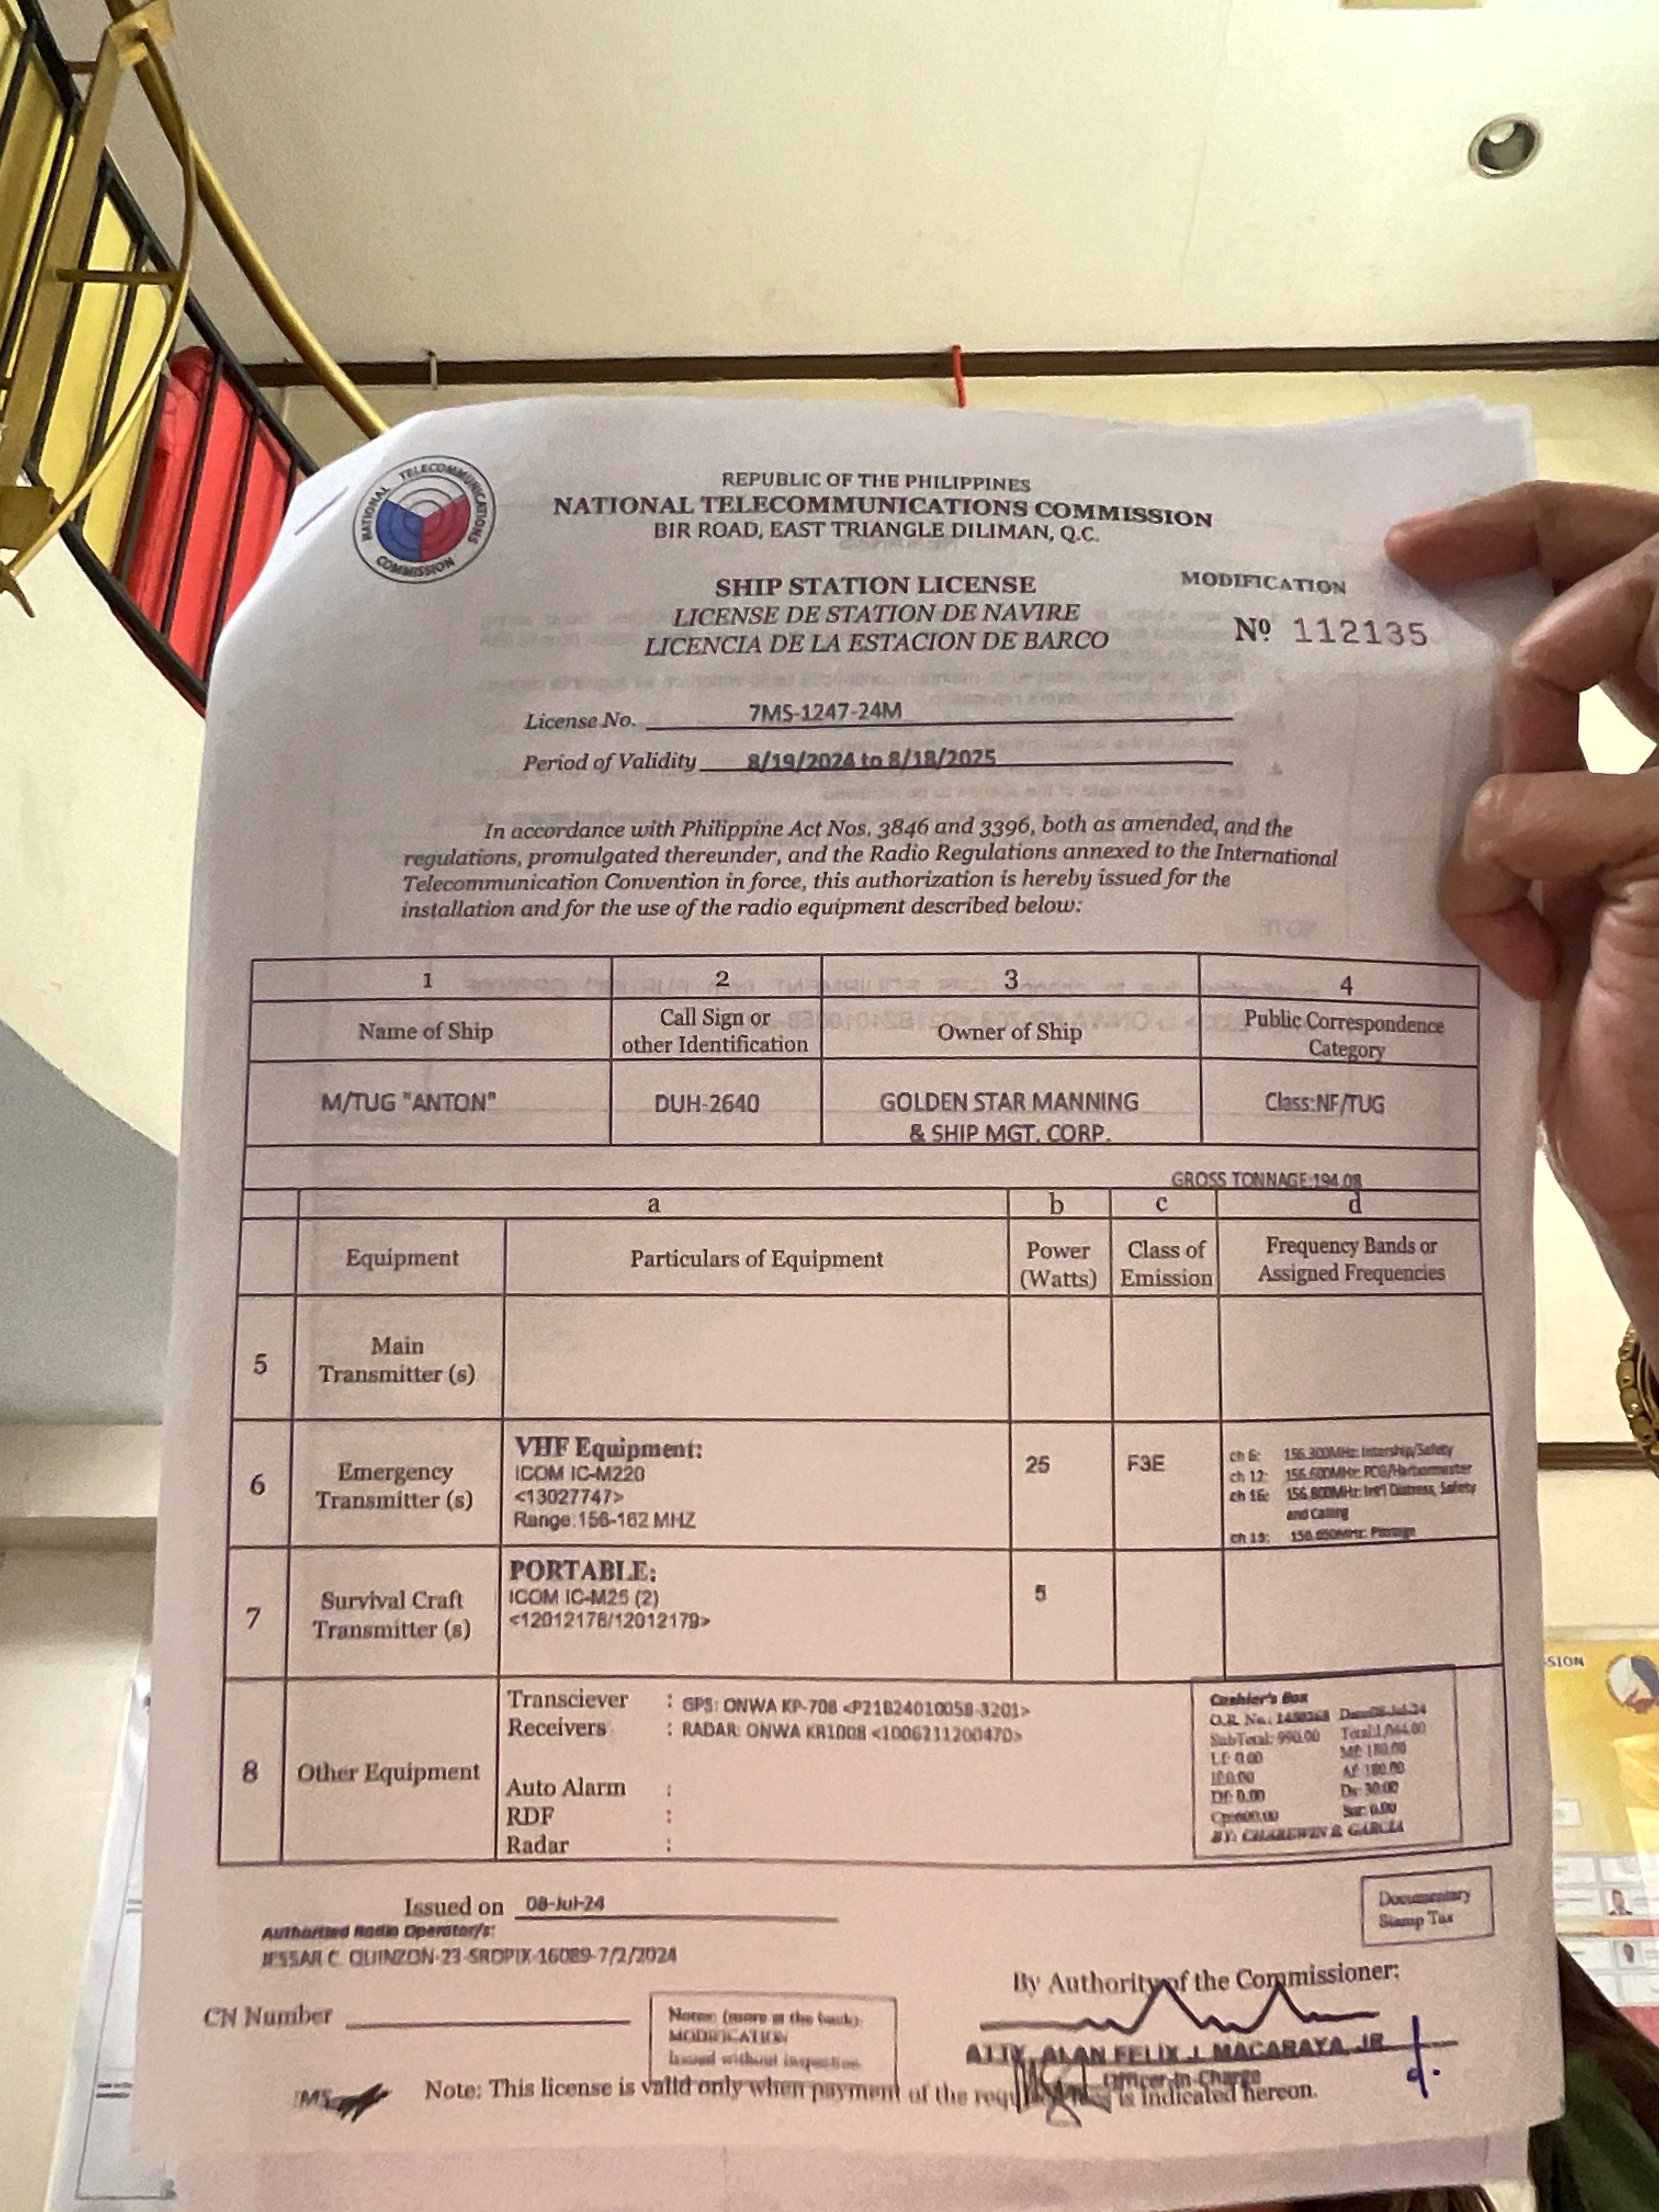 NATIONAL TELECOMMUNICATIONS COMMISSION
REPUBLIC OF THE PHILIPPINES
NATIONAL TELECOMMUNICATIONS COMMISSION
BIR ROAD, EAST TRIANGLE DILIMAN, Q.C.
SHIP STATION LICENSE
MODIFICATION
LICENSE DE STATION DE NAVIRE
LICENCIA DE LA ESTACION DE BARCO
Nº 112135
License No. 7MS-1247-24M
Period of Validity 8/19/2024 to 8/18/2025
In accordance with Philippine Act Nos. 3846 and 3396, both as amended, and the
regulations, promulgated thereunder, and the Radio Regulations annexed to the International
Telecommunication Convention in force, this authorization is hereby issued for the
installation and for the use of the radio equipment described below:
1 2 3 4
Name of Ship
Call Sign or
other Identification
Owner of Ship
Public Correspondence
Category
M/TUG "ANTON"
DUH-2640
GOLDEN STAR MANNING
& SHIP MGT. CORP.
Class:NF/TUG
GROSS TONNAGE:194.08
a b c d
Equipment
Particulars of Equipment
Power
(Watts)
Class of
Emission
Frequency Bands or
Assigned Frequencies
5
Main
Transmitter (s)
6
Emergency
Transmitter (s)
VHF Equipment:
ICOM IC-M220
<13027747>
Range:156-162 MHZ
25
F3E
ch 6: 156.300MHz: Intership/Safety
ch 12: 156.600MHz: PCG/Harbormaster
ch 16: 156.800MHz: Int'l Distress, Safety
and Calling
ch 13: MHz:
7
Survival Craft
Transmitter (s)
PORTABLE:
ICOM IC-M25 (2)
<12012178/12012179>
5
8
Other Equipment
Transciever : GPS: ONWA KP-708 <P21B24010058-3201>
Receivers : RADAR: ONWA KR1008 <1006211200470>
Auto Alarm :
RDF :
Radar :
Cashier's Box
O.R. No.: Date:08-Jul-24
SubTotal: 990.00 Total:1,044.00
Lf: 0.00 Mf: 180.00
If:0.00 Af: 180.00
Df: 0.00 Ds: 30.00
Cp:600.00 Sur: 0.00
BY: CHAREWIN R. GARCIA
Issued on 08-Jul-24
Authorized Radio Operator/s:
JESSAR C. QUINZON-23-SROPIX-16089-7/2/2024
Documentary
Stamp Tax
By Authority of the Commissioner:
CN Number
Notes: (more at the back):
MODIFICATION
Issued without inspection
ATTY. ALAN FELIX J. MACARAYA, JR
Officer-In-Charge
Note: This license is valid only when payment of the required fees is indicated hereon.
SION